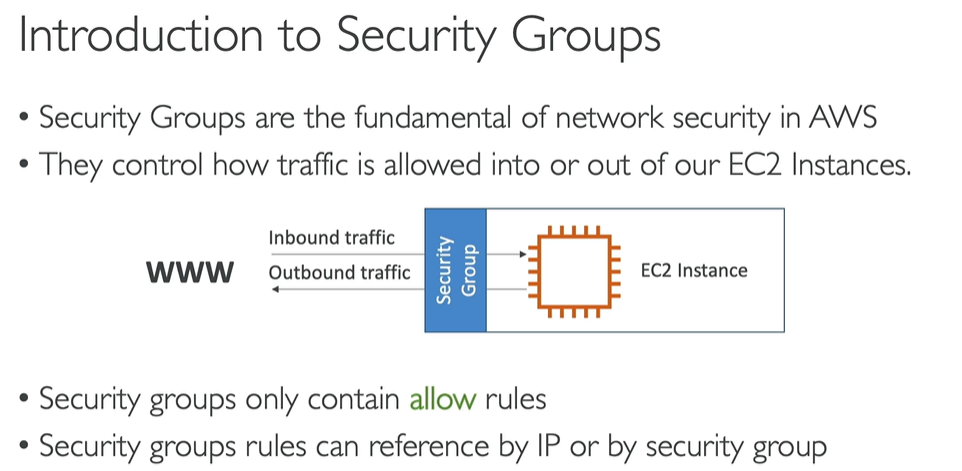 Introduction to Security Groups
• Security Groups are the fundamental of network security in AWS
• They control how traffic is allowed into or out of our EC2 Instances.
Inbound traffic
WWW
Outbound traffic
Security
Group
EC2 Instance
• Security groups only contain allow rules
• Security groups rules can reference by IP or by security group